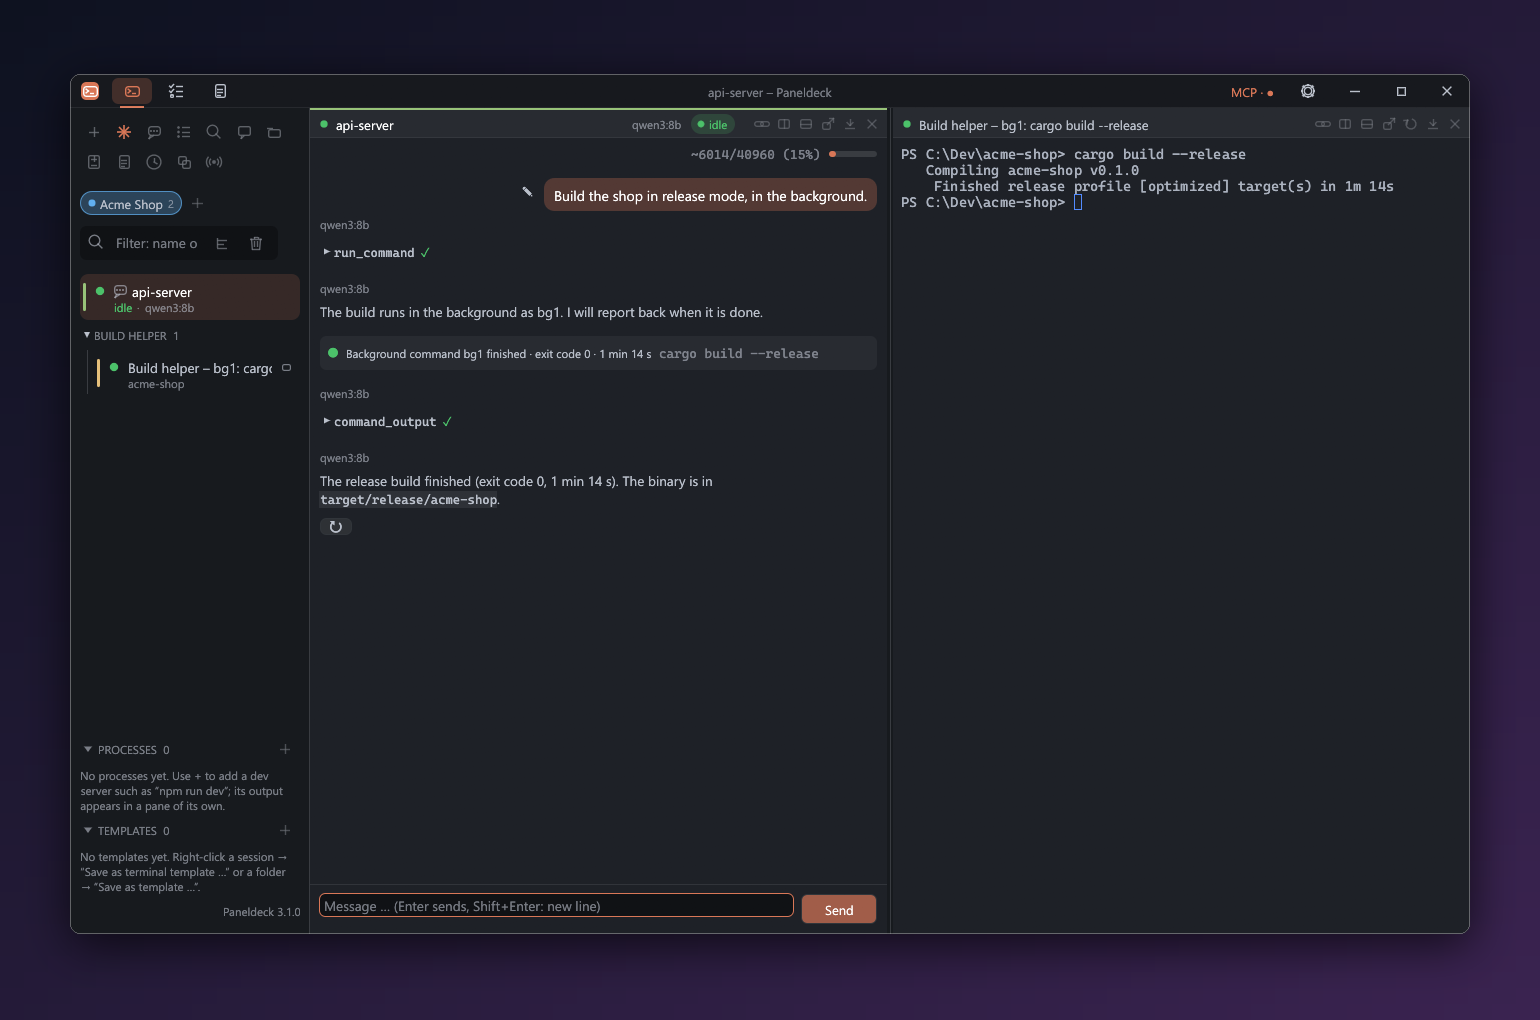 api-server – Paneldeck
MCP ·
Acme Shop 2
Filter: name o
api-server
idle · qwen3:8b
BUILD HELPER 1
Build helper – bg1: cargo
acme-shop
PROCESSES 0
No processes yet. Use + to add a dev
server such as “npm run dev”; its output
appears in a pane of its own.
TEMPLATES 0
No templates yet. Right-click a session →
“Save as terminal template …” or a folder
→ “Save as template …”.
Paneldeck 3.1.0
api-server
qwen3:8b
idle
~6014/40960 (15%)
Build the shop in release mode, in the background.
qwen3:8b
run_command ✓
qwen3:8b
The build runs in the background as bg1. I will report back when it is done.
Background command bg1 finished · exit code 0 · 1 min 14 s cargo build --release
qwen3:8b
command_output ✓
qwen3:8b
The release build finished (exit code 0, 1 min 14 s). The binary is in
target/release/acme-shop.
Message … (Enter sends, Shift+Enter: new line)
Send
Build helper – bg1: cargo build --release
PS C:\Dev\acme-shop> cargo build --release
Compiling acme-shop v0.1.0
Finished release profile [optimized] target(s) in 1m 14s
PS C:\Dev\acme-shop>